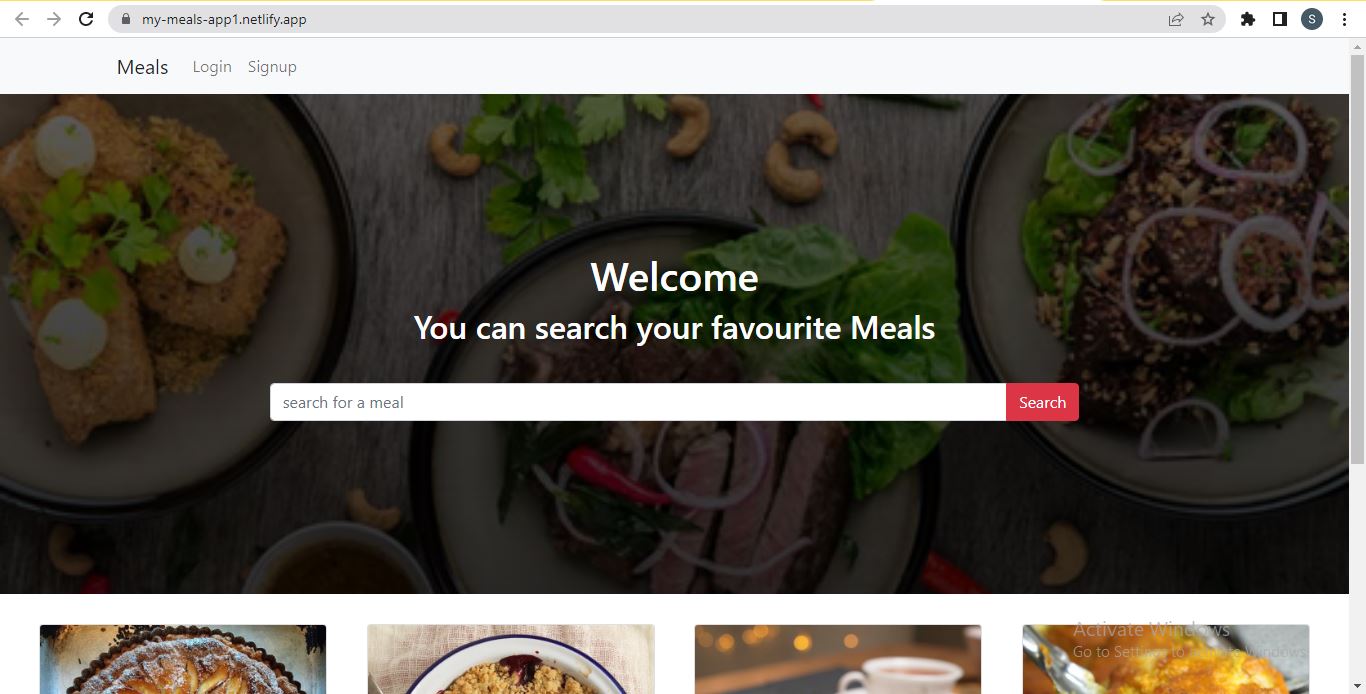 my-meals-app1.netlify.app
S
Meals Login Signup
Welcome
You can search your favourite Meals
search for a meal Search
Activate Windows
Go to Settings to activate Windows.